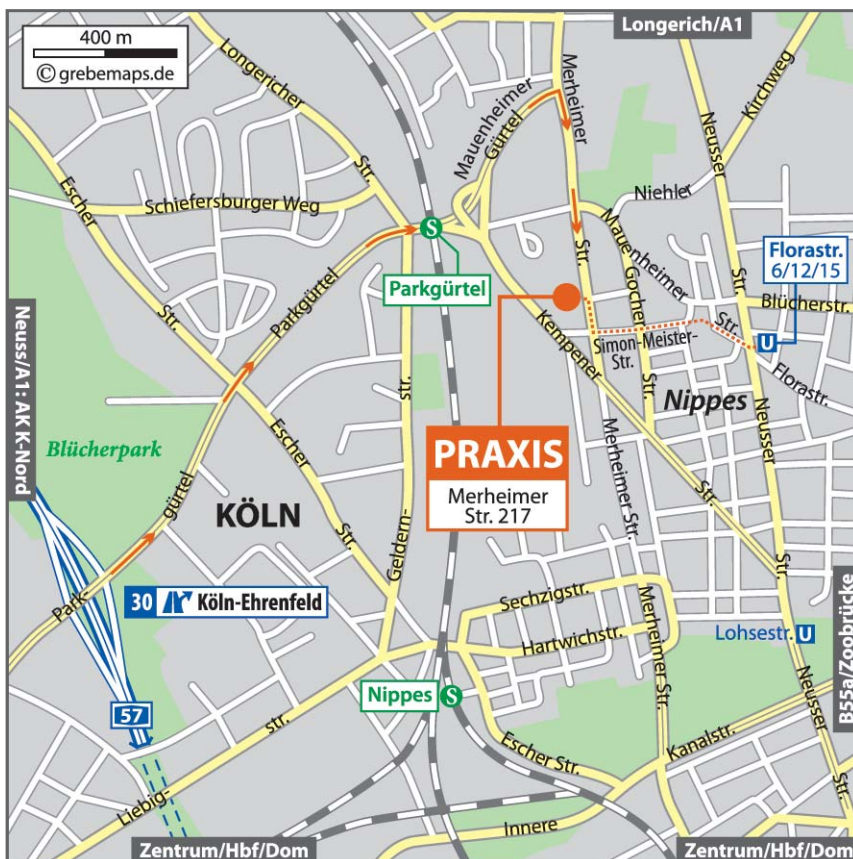 400 m
© grebemaps.de
Longerich/A1
Longericher
Str.
Mauenheimer
Gürtel
Merheimer
Str.
Neusser
Str.
Kirchweg
Escher
Str.
Schiefersburger Weg
Niehler
Mauenheimer
Str.
S
Parkgürtel
Parkgürtel
Florastr.
6/12/15
Blücherstr.
U
Gocher
Str.
Simon-Meister-
Str.
Florastr.
Kempener
Str.
Nippes
Neuss/A1: AK K-Nord
Blücherpark
Park-
gürtel
KÖLN
Escher
Str.
Geldern-
str.
PRAXIS
Merheimer
Str. 217
Merheimer Str.
Neusser
Str.
30 Köln-Ehrenfeld
Sechzigstr.
Hartwichstr.
Merheimer Str.
Lohsestr. U
B55a/Zoobrücke
Nippes S
57
Liebig-
str.
Escher Str.
Kanalstr.
Neusser
Str.
Innere
Zentrum/Hbf/Dom
Zentrum/Hbf/Dom